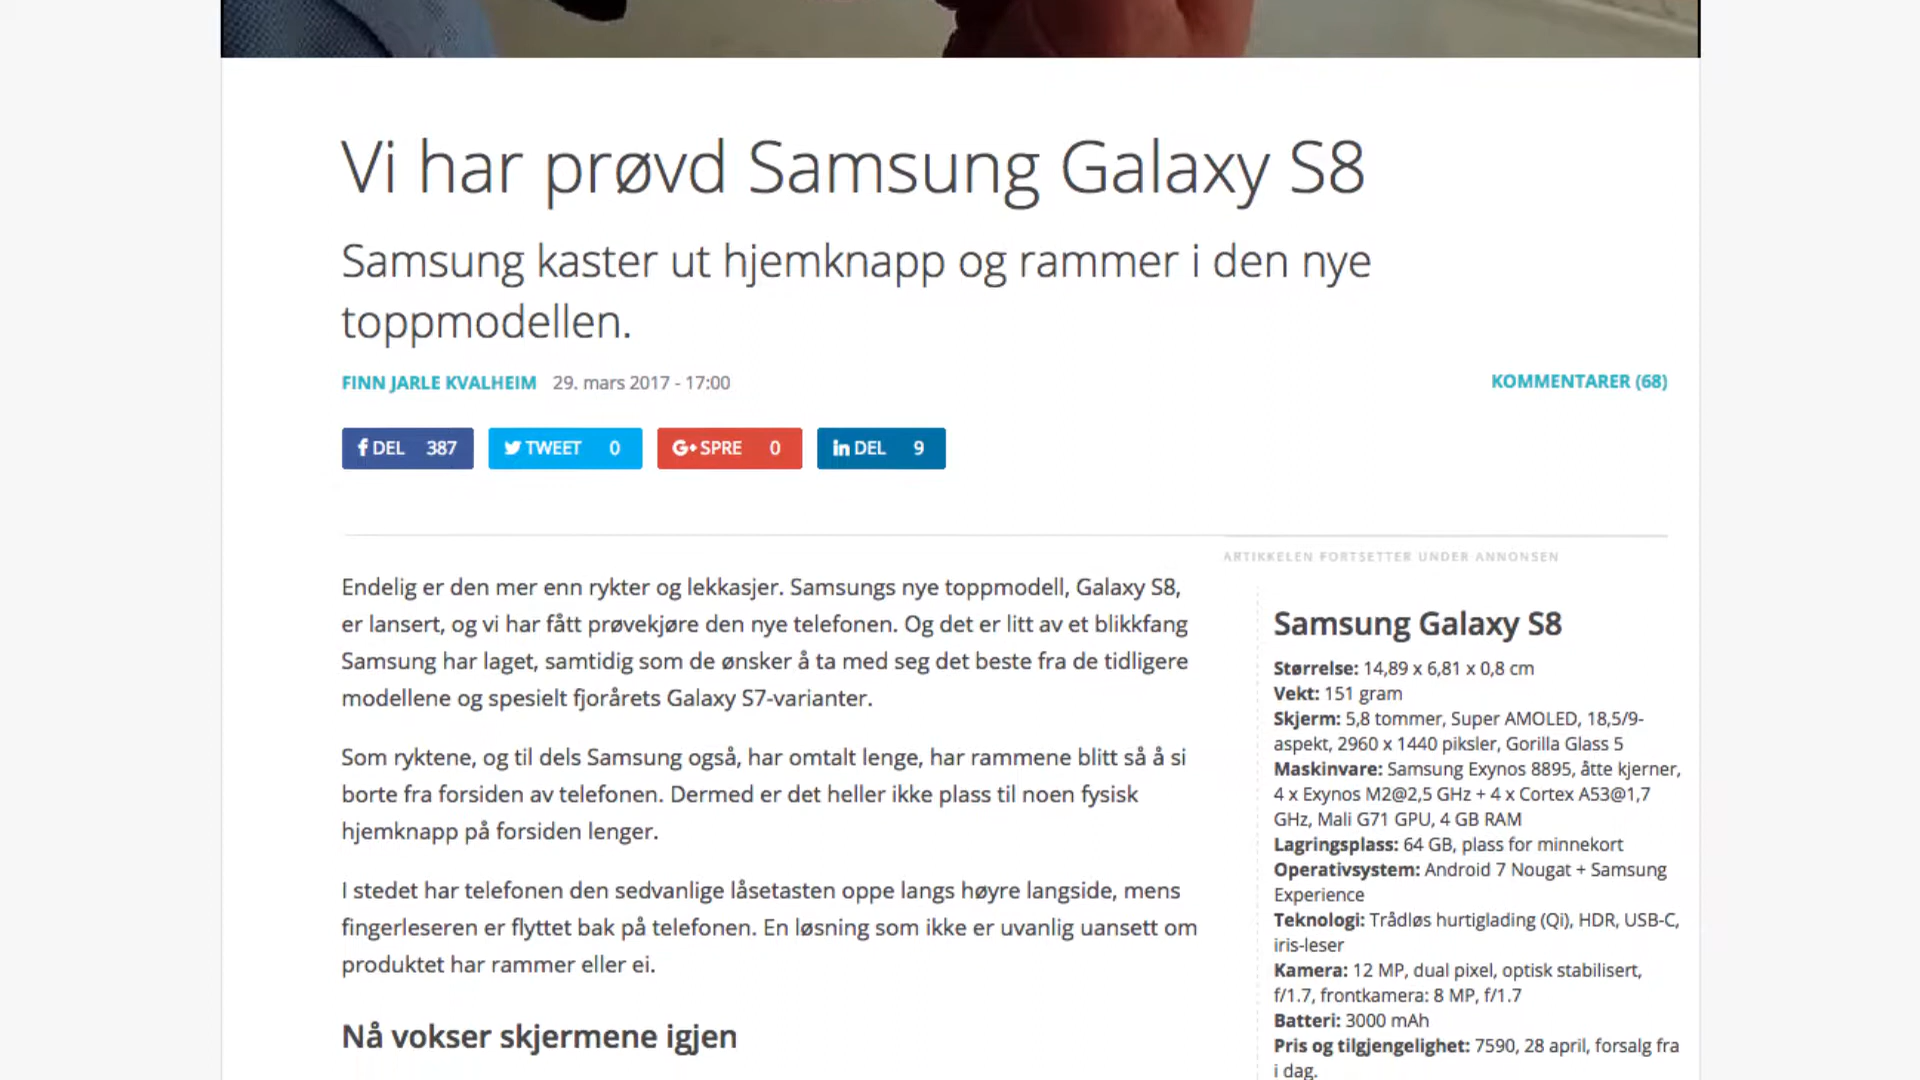 Vi har prøvd Samsung Galaxy S8
Samsung kaster ut hjemknapp og rammer i den nye
toppmodellen.
FINN JARLE KVALHEIM 29. mars 2017 - 17:00
KOMMENTARER (68)
f DEL 387
TWEET 0
G+ SPRE 0
in DEL 9
ARTIKKELEN FORTSETTER UNDER ANNONSEN
Endelig er den mer enn rykter og lekkasjer. Samsungs nye toppmodell, Galaxy S8,
er lansert, og vi har fått prøvekjøre den nye telefonen. Og det er litt av et blikkfang
Samsung har laget, samtidig som de ønsker å ta med seg det beste fra de tidligere
modellene og spesielt fjorårets Galaxy S7-varianter.
Som ryktene, og til dels Samsung også, har omtalt lenge, har rammene blitt så å si
borte fra forsiden av telefonen. Dermed er det heller ikke plass til noen fysisk
hjemknapp på forsiden lenger.
I stedet har telefonen den sedvanlige låsetasten oppe langs høyre langside, mens
fingerleseren er flyttet bak på telefonen. En løsning som ikke er uvanlig uansett om
produktet har rammer eller ei.
Nå vokser skjermene igjen
Samsung Galaxy S8
Størrelse: 14,89 x 6,81 x 0,8 cm
Vekt: 151 gram
Skjerm: 5,8 tommer, Super AMOLED, 18,5/9-
aspekt, 2960 x 1440 piksler, Gorilla Glass 5
Maskinvare: Samsung Exynos 8895, åtte kjerner,
4 x Exynos M2@2,5 GHz + 4 x Cortex A53@1,7
GHz, Mali G71 GPU, 4 GB RAM
Lagringsplass: 64 GB, plass for minnekort
Operativsystem: Android 7 Nougat + Samsung
Experience
Teknologi: Trådløs hurtiglading (Qi), HDR, USB-C,
iris-leser
Kamera: 12 MP, dual pixel, optisk stabilisert,
f/1.7, frontkamera: 8 MP, f/1.7
Batteri: 3000 mAh
Pris og tilgjengelighet: 7590, 28 april, forsalg fra
i dag.